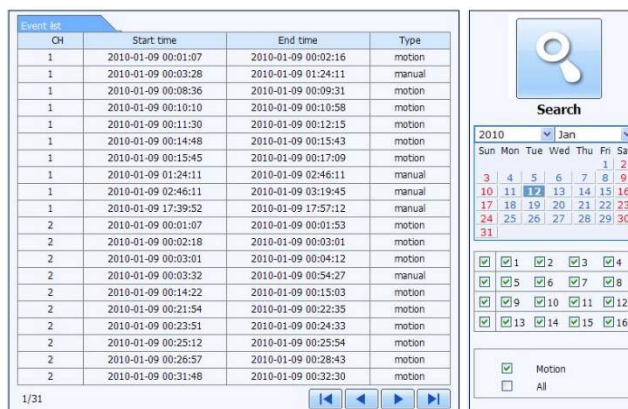 Event list
CH Start time End time Type
1 2010-01-09 00:01:07 2010-01-09 00:02:16 motion
1 2010-01-09 00:03:28 2010-01-09 01:24:11 manual
1 2010-01-09 00:08:36 2010-01-09 00:09:31 motion
1 2010-01-09 00:10:10 2010-01-09 00:10:58 motion
1 2010-01-09 00:11:30 2010-01-09 00:12:15 motion
1 2010-01-09 00:14:48 2010-01-09 00:15:43 motion
1 2010-01-09 00:15:45 2010-01-09 00:17:09 motion
1 2010-01-09 01:24:11 2010-01-09 02:46:11 manual
1 2010-01-09 02:46:11 2010-01-09 03:19:45 manual
1 2010-01-09 17:39:52 2010-01-09 17:57:12 manual
2 2010-01-09 00:01:07 2010-01-09 00:01:53 motion
2 2010-01-09 00:02:18 2010-01-09 00:03:01 motion
2 2010-01-09 00:03:01 2010-01-09 00:04:12 motion
2 2010-01-09 00:03:32 2010-01-09 00:54:27 manual
2 2010-01-09 00:14:22 2010-01-09 00:15:03 motion
2 2010-01-09 00:21:54 2010-01-09 00:22:35 motion
2 2010-01-09 00:23:51 2010-01-09 00:24:33 motion
2 2010-01-09 00:25:12 2010-01-09 00:25:54 motion
2 2010-01-09 00:26:57 2010-01-09 00:28:43 motion
2 2010-01-09 00:31:48 2010-01-09 00:32:30 motion
1/31
Search
2010 Jan
Sun Mon Tue Wed Thu Fri Sa
1 2
3 4 5 6 7 8 9
10 11 12 13 14 15 16
17 18 19 20 21 22 23
24 25 26 27 28 29 30
31
1 2 3 4
5 6 7 8
9 10 11 12
13 14 15 16
Motion
All